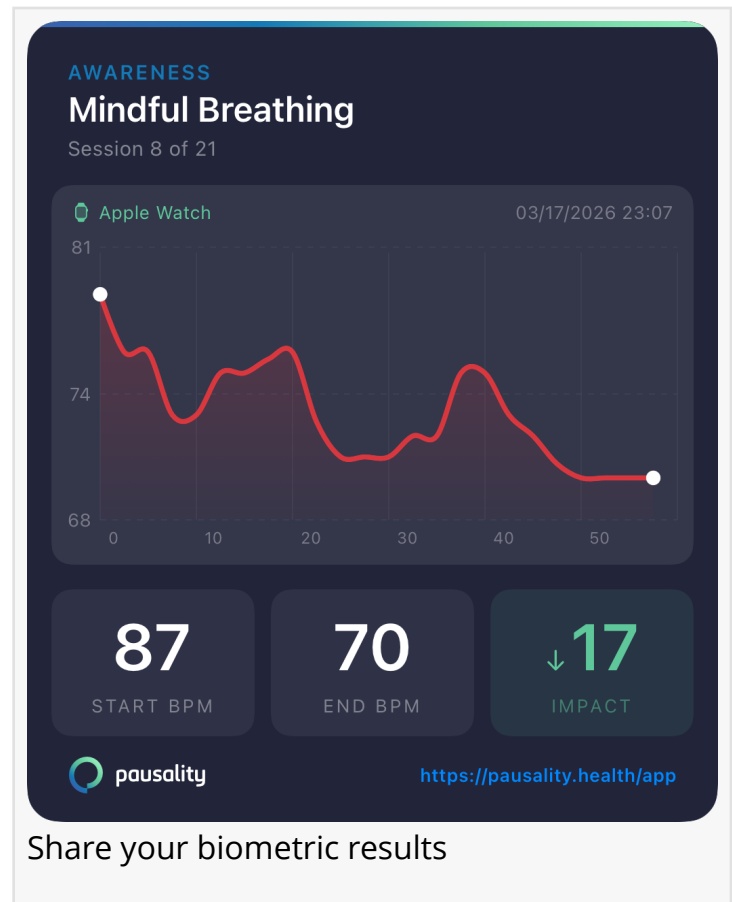 AWARENESS
Mindful Breathing
Session 8 of 21
Apple Watch 03/17/2026 23:07
81
74
68
0 10 20 30 40 50
87 70 ↓17
START BPM END BPM IMPACT
pausality https://pausality.health/app
Share your biometric results